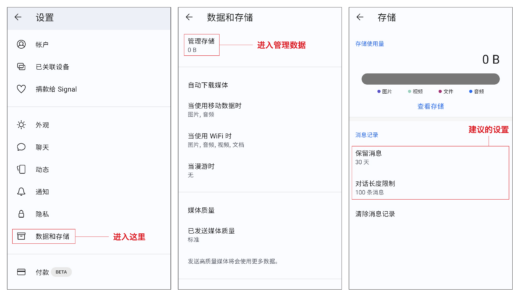 设置
帐户
已关联设备
捐款给 Signal
外观
聊天
动态
通知
隐私
数据和存储
进入这里
付款 BETA
数据和存储
管理存储
0 B
进入管理数据
自动下载媒体
当使用移动数据时
图片, 音频
当使用 WiFi 时
图片, 音频, 视频, 文档
当漫游时
无
媒体质量
已发送媒体质量
标准
发送高质量媒体将会使用更多数据。
存储
存储使用量
0 B
图片 视频 文件 音频
查看存储
消息记录
建议的设置
保留消息
30 天
对话长度限制
100 条消息
清除消息记录